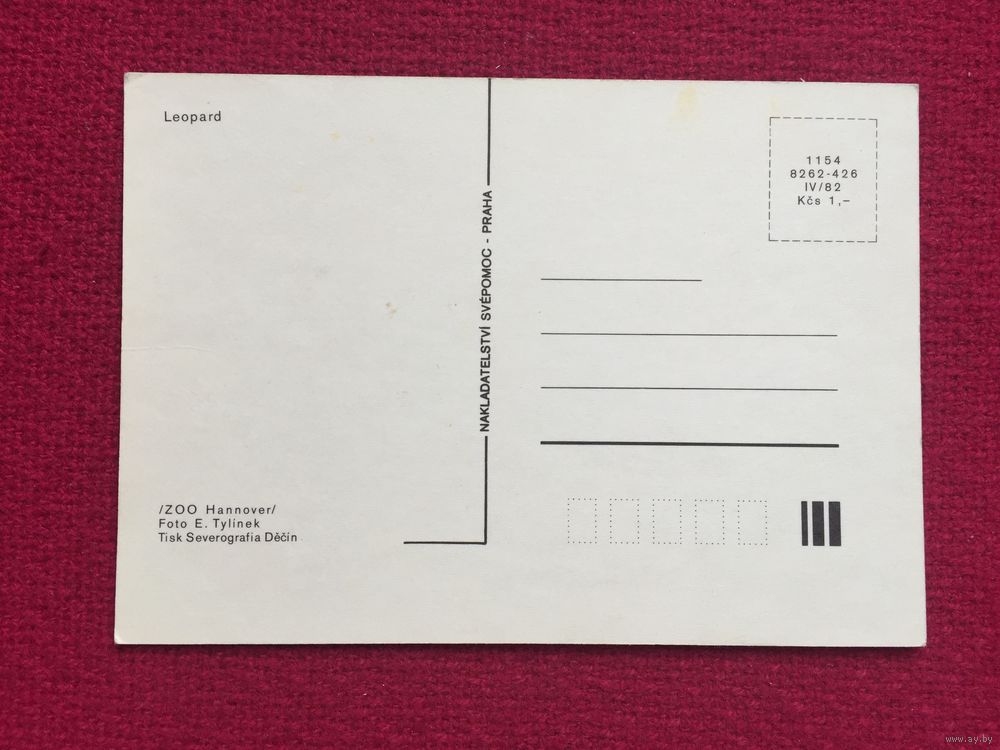 Leopard
1154
8262-426
IV/82
Kčs 1,–
NAKLADATELSTVÍ SVÉPOMOC - PRAHA
/ZOO Hannover/
Foto E. Tylínek
Tisk Severografia Děčín
www.ay.by